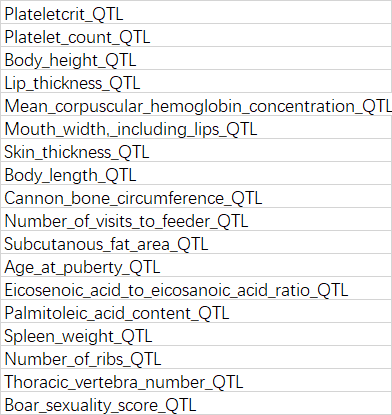 Plateletcrit_QTL
Platelet_count_QTL
Body_height_QTL
Lip_thickness_QTL
Mean_corpuscular_hemoglobin_concentration_QTL
Mouth_width,_including_lips_QTL
Skin_thickness_QTL
Body_length_QTL
Cannon_bone_circumference_QTL
Number_of_visits_to_feeder_QTL
Subcutanous_fat_area_QTL
Age_at_puberty_QTL
Eicosenoic_acid_to_eicosanoic_acid_ratio_QTL
Palmitoleic_acid_content_QTL
Spleen_weight_QTL
Number_of_ribs_QTL
Thoracic_vertebra_number_QTL
Boar_sexuality_score_QTL